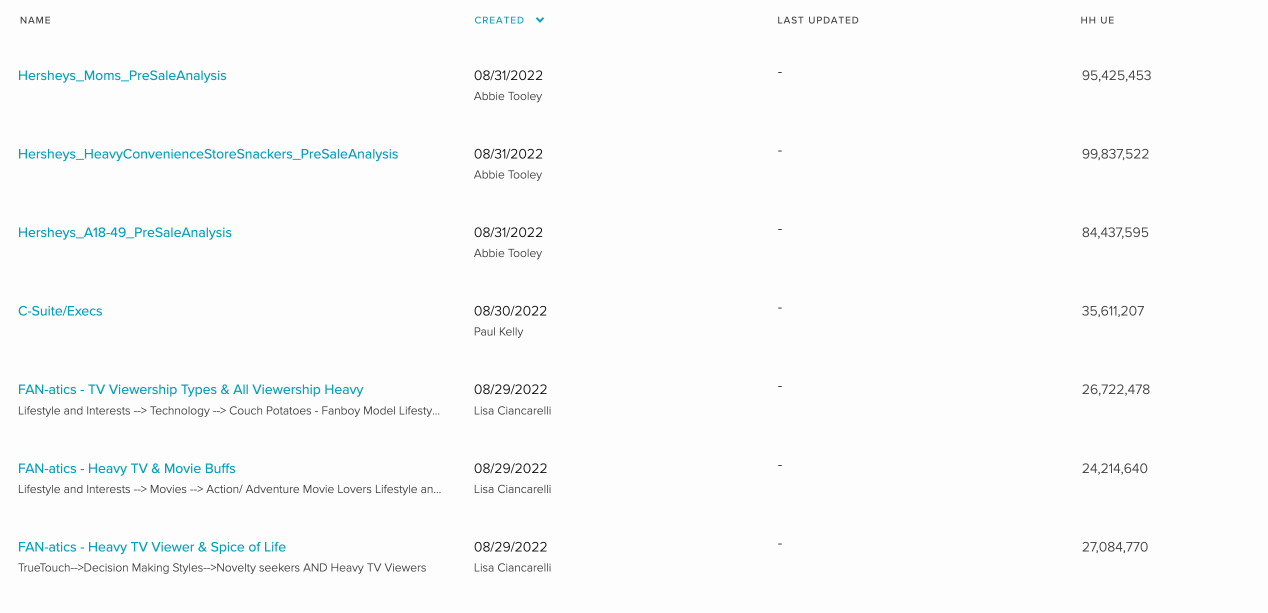 NAME CREATED LAST UPDATED HH UE
Hersheys_Moms_PreSaleAnalysis 08/31/2022 - 95,425,453
Abbie Tooley
Hersheys_HeavyConvenienceStoreSnackers_PreSaleAnalysis 08/31/2022 - 99,837,522
Abbie Tooley
Hersheys_A18-49_PreSaleAnalysis 08/31/2022 - 84,437,595
Abbie Tooley
C-Suite/Execs 08/30/2022 - 35,611,207
Paul Kelly
FAN-atics - TV Viewership Types & All Viewership Heavy 08/29/2022 - 26,722,478
Lifestyle and Interests --> Technology --> Couch Potatoes - Fanboy Model Lifesty... Lisa Ciancarelli
FAN-atics - Heavy TV & Movie Buffs 08/29/2022 - 24,214,640
Lifestyle and Interests --> Movies --> Action/ Adventure Movie Lovers Lifestyle an... Lisa Ciancarelli
FAN-atics - Heavy TV Viewer & Spice of Life 08/29/2022 - 27,084,770
TrueTouch-->Decision Making Styles-->Novelty seekers AND Heavy TV Viewers Lisa Ciancarelli